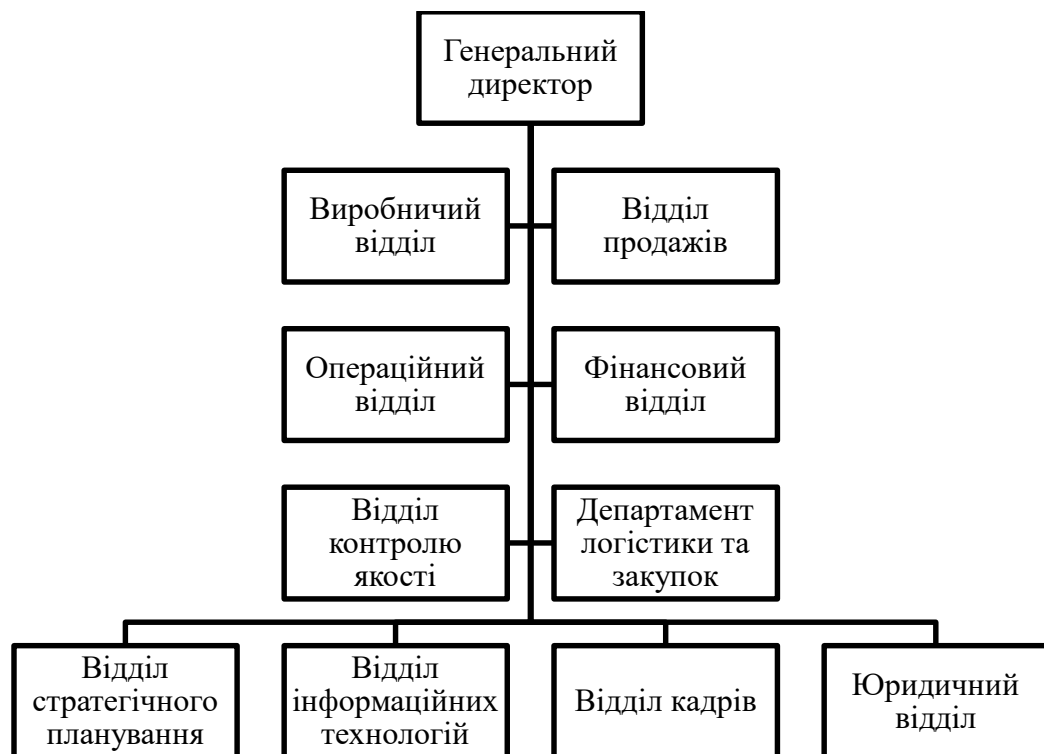 Генеральний
директор
Виробничий
відділ
Відділ
продажів
Операційний
відділ
Фінансовий
відділ
Відділ
контролю
якості
Департамент
логістики та
закупок
Відділ
стратегічного
планування
Відділ
інформаційних
технологій
Відділ кадрів
Юридичний
відділ